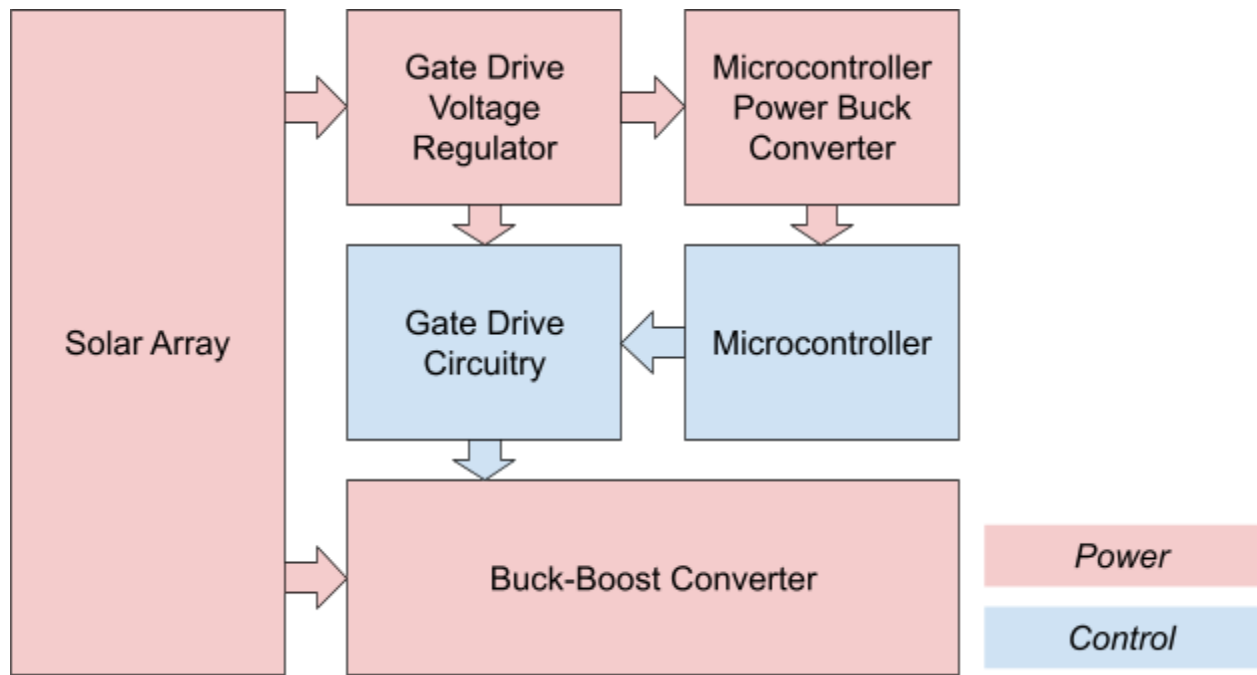 Solar Array
Gate Drive
Voltage
Regulator
Microcontroller
Power Buck
Converter
Gate Drive
Circuitry
Microcontroller
Buck-Boost Converter
Power
Control